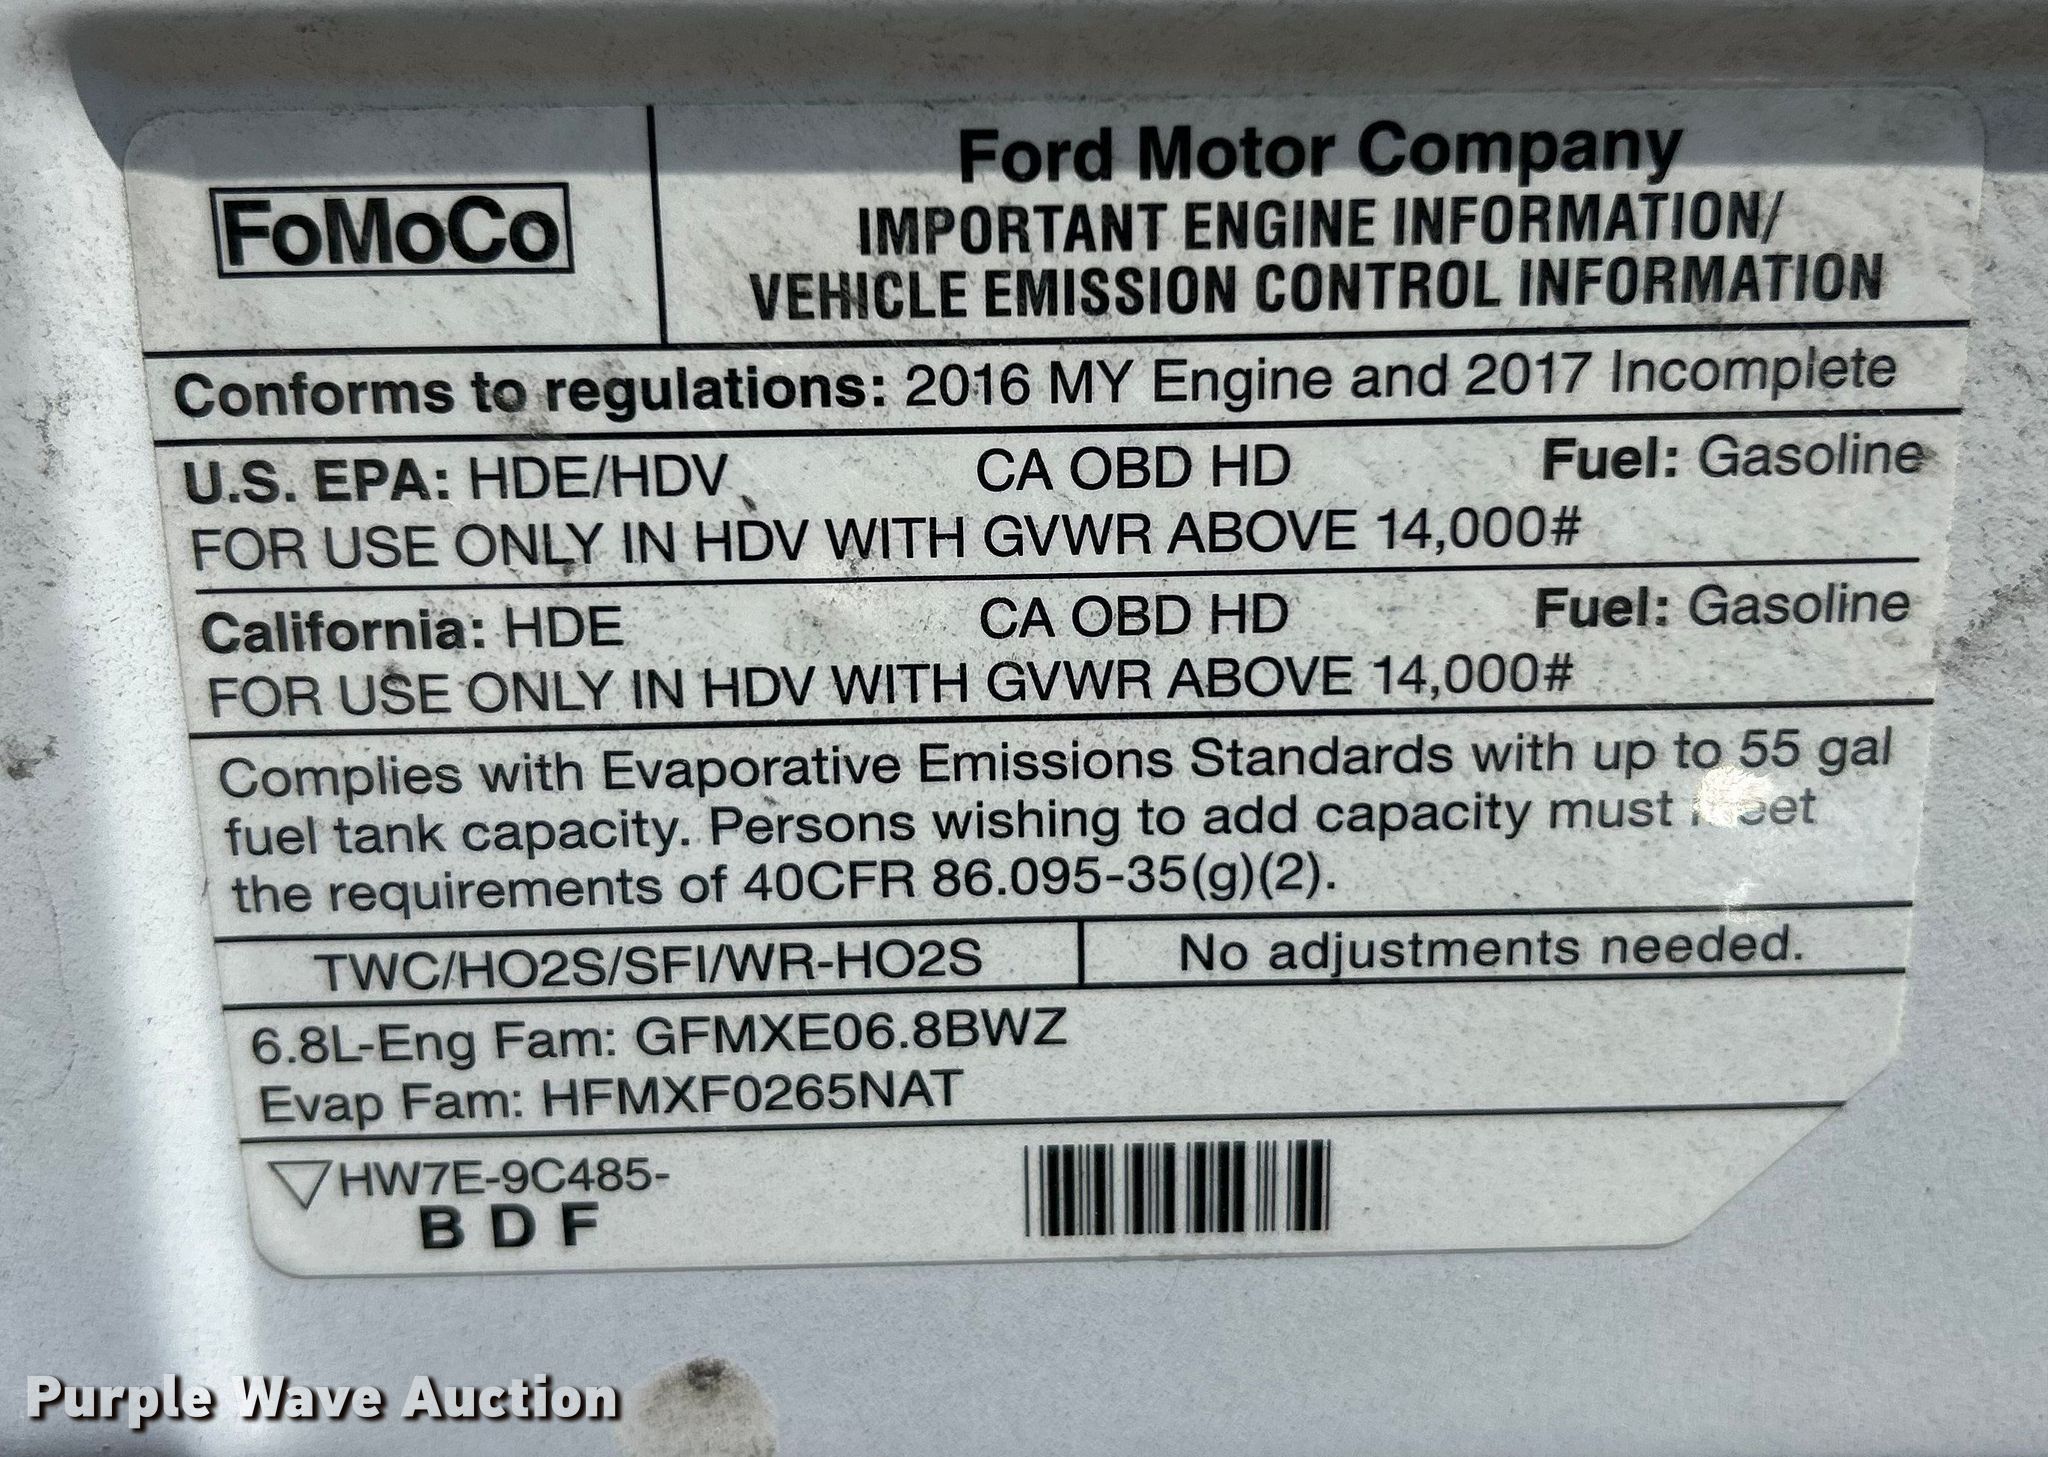 FoMoCo
Ford Motor Company
IMPORTANT ENGINE INFORMATION/
VEHICLE EMISSION CONTROL INFORMATION
Conforms to regulations: 2016 MY Engine and 2017 Incomplete
U.S. EPA: HDE/HDV CA OBD HD Fuel: Gasoline
FOR USE ONLY IN HDV WITH GVWR ABOVE 14,000#
California: HDE CA OBD HD Fuel: Gasoline
FOR USE ONLY IN HDV WITH GVWR ABOVE 14,000#
Complies with Evaporative Emissions Standards with up to 55 gal
fuel tank capacity. Persons wishing to add capacity must meet
the requirements of 40CFR 86.095-35(g)(2).
TWC/HO2S/SFI/WR-HO2S No adjustments needed.
6.8L-Eng Fam: GFMXE06.8BWZ
Evap Fam: HFMXF0265NAT
HW7E-9C485-
B D F
Purple Wave Auction